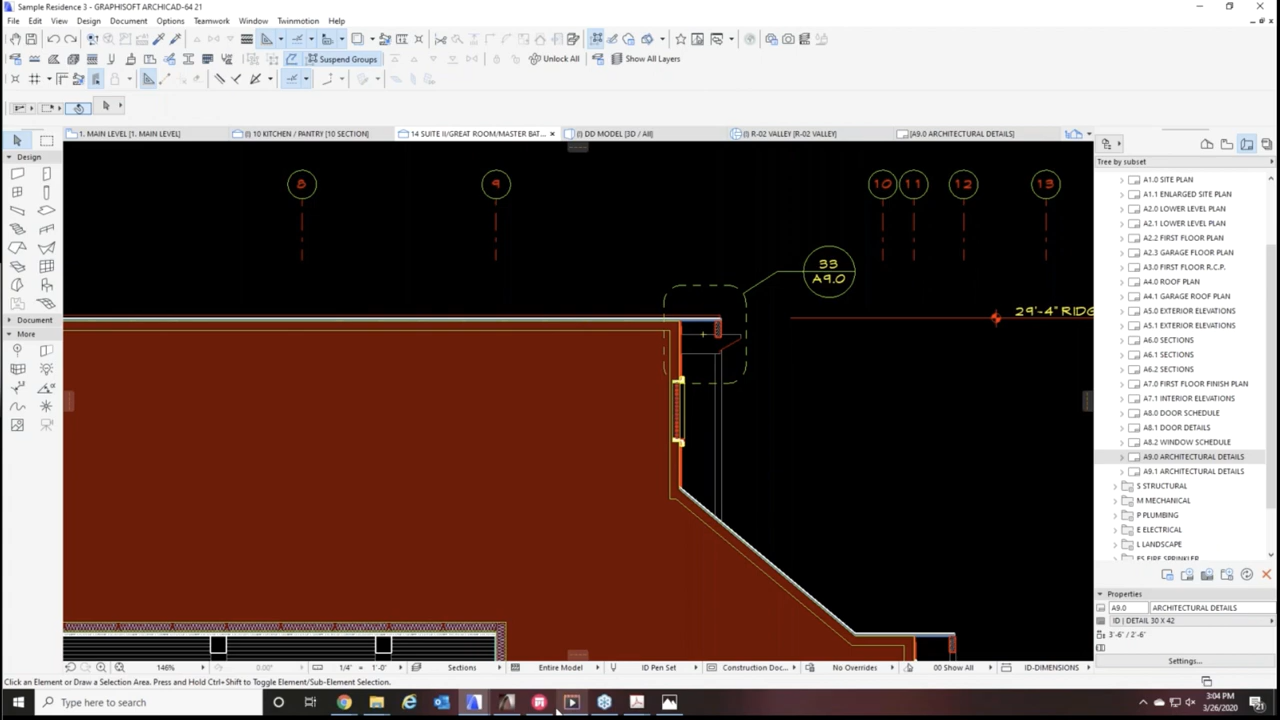 Sample Residence 3 - GRAPHISOFT ARCHICAD-64 21
File Edit View Design Document Options Teamwork Window Twinmotion Help
Suspend Groups
Unlock All
Show All Layers
1. MAIN LEVEL [1. MAIN LEVEL]
(!) 10 KITCHEN / PANTRY [10 SECTION]
14 SUITE II/GREAT ROOM/MASTER BAT...
(!) DD MODEL [3D / All]
(!) R-02 VALLEY [R-02 VALLEY]
[A9.0 ARCHITECTURAL DETAILS]
Design
Document
More
8
9
10
11
12
13
33
A9.0
29'-4" RIDG
Tree by subset
A1.0 SITE PLAN
A1.1 ENLARGED SITE PLAN
A2.0 LOWER LEVEL PLAN
A2.1 LOWER LEVEL PLAN
A2.2 FIRST FLOOR PLAN
A2.3 GARAGE FLOOR PLAN
A3.0 FIRST FLOOR R.C.P.
A4.0 ROOF PLAN
A4.1 GARAGE ROOF PLAN
A5.0 EXTERIOR ELEVATIONS
A5.1 EXTERIOR ELEVATIONS
A6.0 SECTIONS
A6.1 SECTIONS
A6.2 SECTIONS
A7.0 FIRST FLOOR FINISH PLAN
A7.1 INTERIOR ELEVATIONS
A8.0 DOOR SCHEDULE
A8.1 DOOR DETAILS
A8.2 WINDOW SCHEDULE
A9.0 ARCHITECTURAL DETAILS
A9.1 ARCHITECTURAL DETAILS
S STRUCTURAL
M MECHANICAL
P PLUMBING
E ELECTRICAL
L LANDSCAPE
FS FIRE SPRINKLER
Properties
A9.0 ARCHITECTURAL DETAILS
ID | DETAIL 30 X 42
3'-6" / 2'-6"
Settings...
146%
0.00°
1/4" = 1'-0"
Sections
Entire Model
ID Pen Set
Construction Doc...
No Overrides
00 Show All
ID-DIMENSIONS
Click an Element or Draw a Selection Area. Press and Hold Ctrl+Shift to Toggle Element/Sub-Element Selection.
Type here to search
3:04 PM
3/26/2020
21